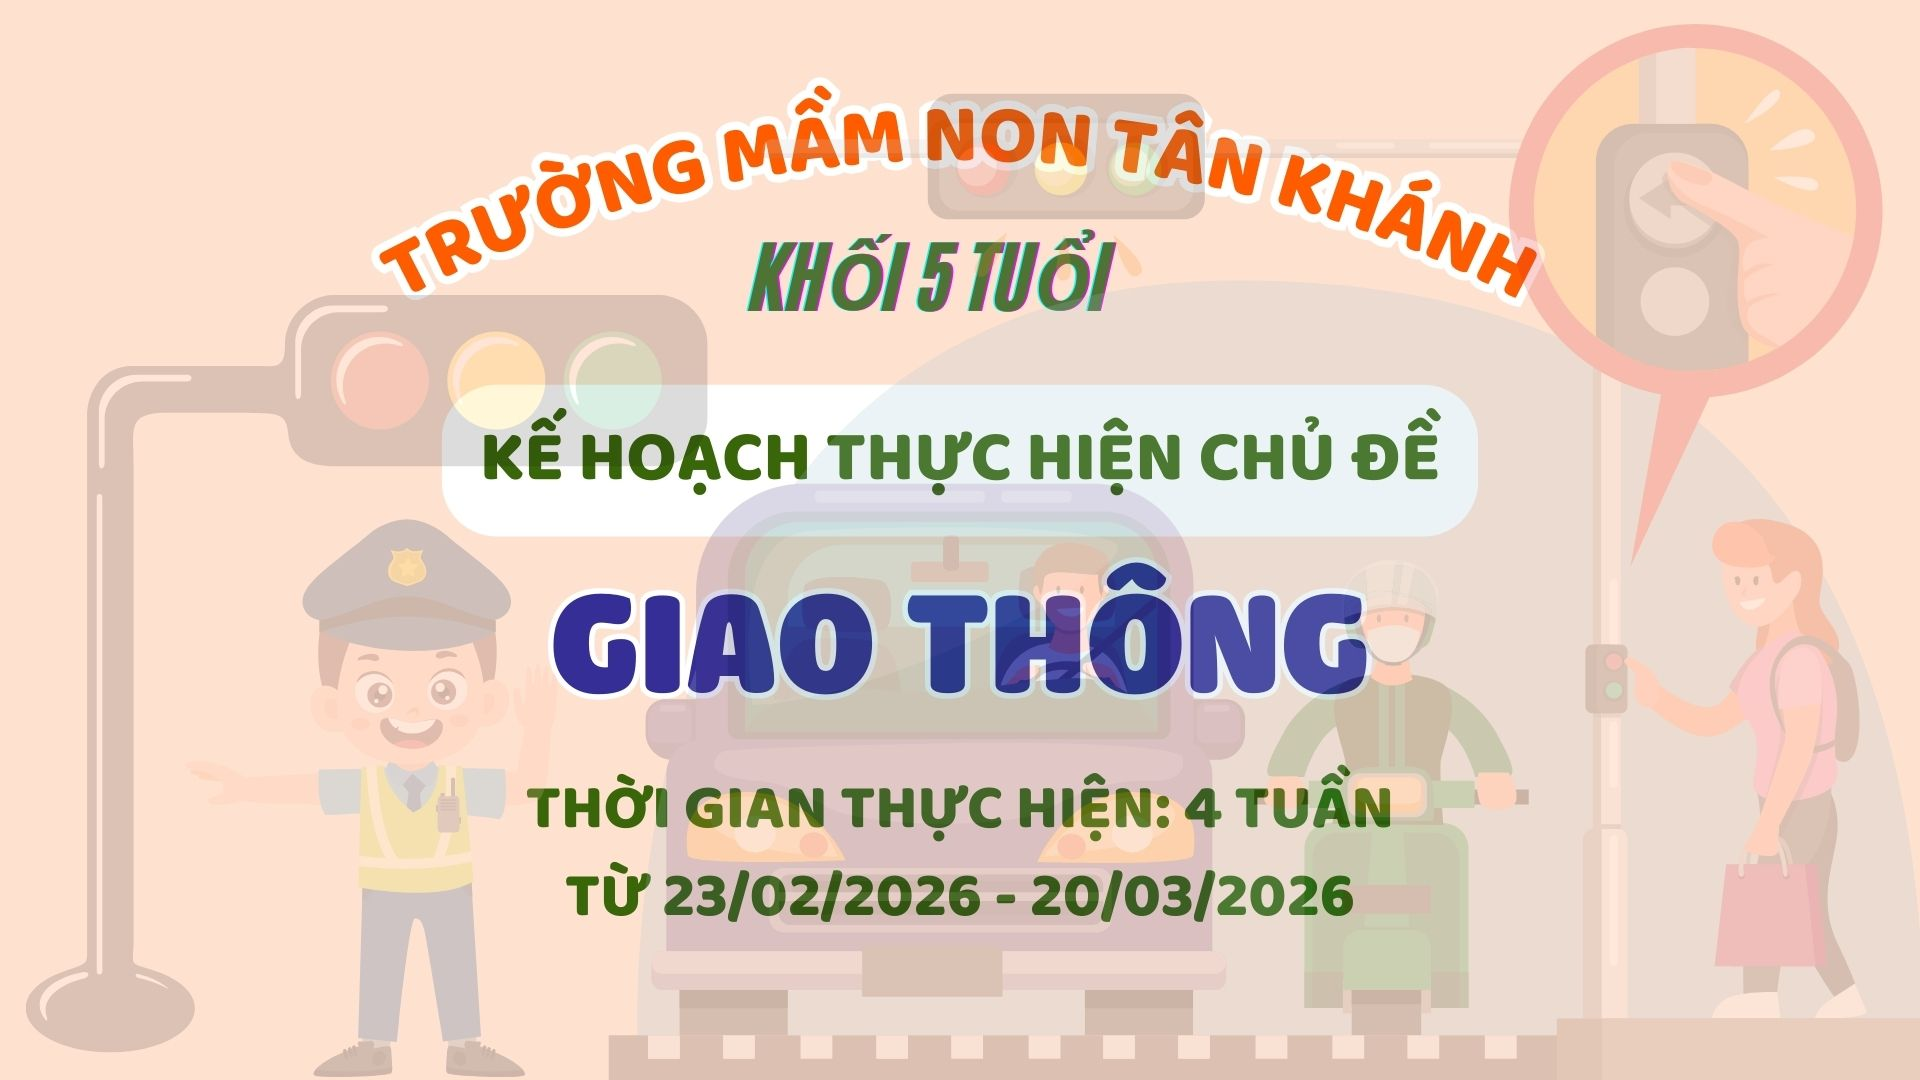 TRƯỜNG MẦM NON TÂN KHÁNH
KHỐI 5 TUỔI
KẾ HOẠCH THỰC HIỆN CHỦ ĐỀ
GIAO THÔNG
THỜI GIAN THỰC HIỆN: 4 TUẦN
TỪ 23/02/2026 - 20/03/2026